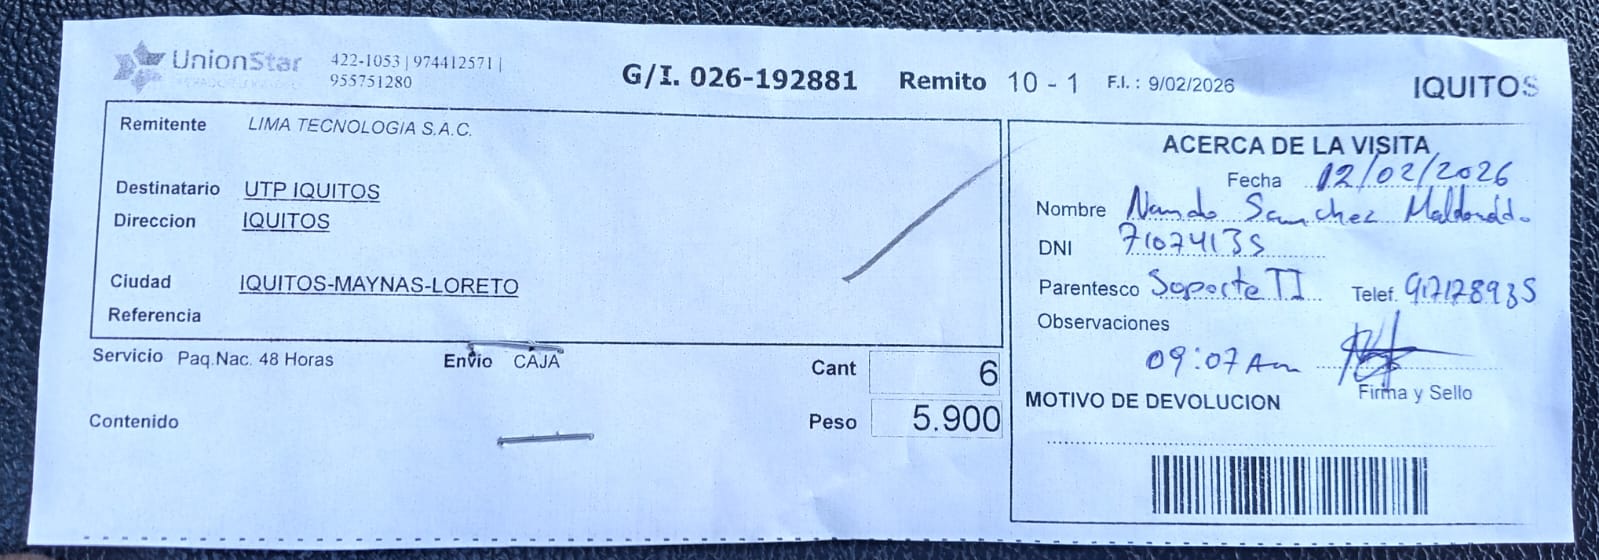 UnionStar
422-1053 | 974412571 |
955751280
G/I. 026-192881 Remito 10 - 1 F.I. : 9/02/2026 IQUITOS
Remitente LIMA TECNOLOGIA S.A.C.
Destinatario UTP IQUITOS
Direccion IQUITOS
Ciudad IQUITOS-MAYNAS-LORETO
Referencia
Servicio Paq.Nac. 48 Horas Envio CAJA
Cant 6
Contenido
Peso 5.900
ACERCA DE LA VISITA
Fecha 12/02/2026
Nombre Nando Sanchez Maldonado
DNI 71074135
Parentesco Soporte TI Telef. 917178935
Observaciones
09:07 Am
Firma y Sello
MOTIVO DE DEVOLUCION